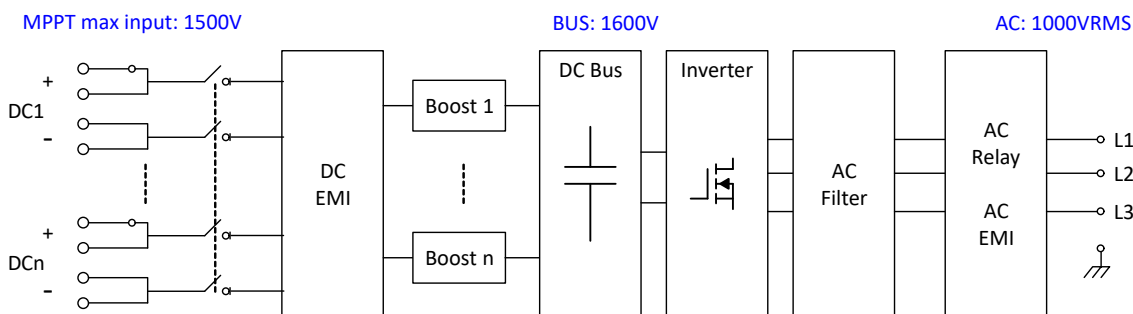 MPPT max input: 1500V
BUS: 1600V
AC: 1000VRMS
+
DC1
-
+
DCn
-
DC
EMI
Boost 1
Boost n
DC Bus
Inverter
AC
Filter
AC
Relay
AC
EMI
L1
L2
L3